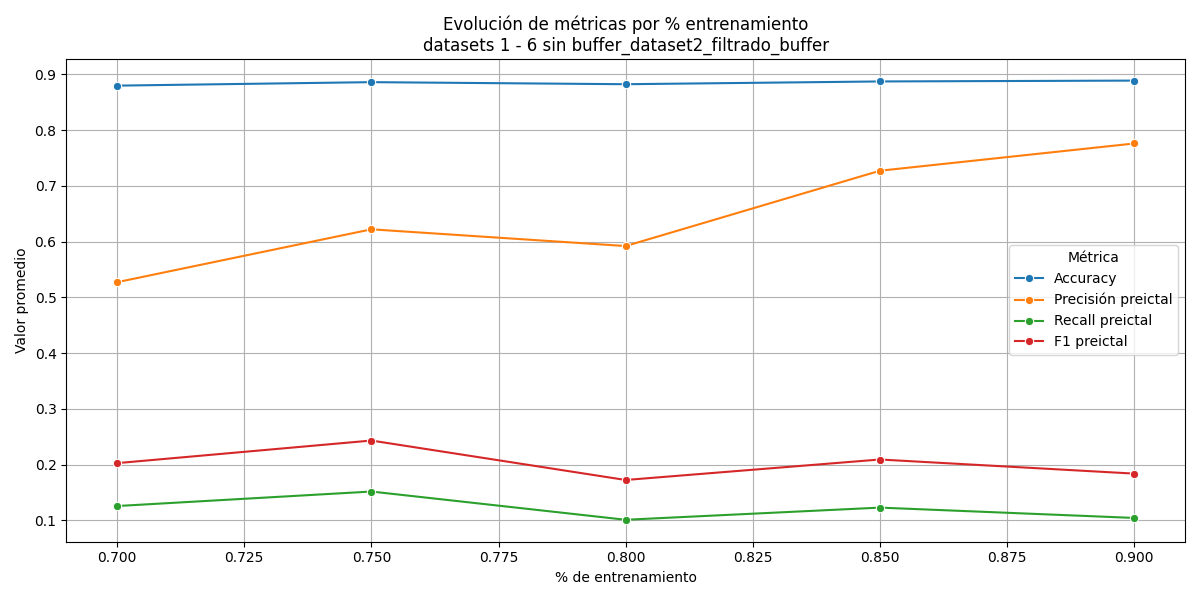 Evolución de métricas por % entrenamiento
datasets 1 - 6 sin buffer_dataset2_filtrado_buffer
Valor promedio
0.9
0.8
0.7
0.6
0.5
0.4
0.3
0.2
0.1
Métrica
Accuracy
Precisión preictal
Recall preictal
F1 preictal
0.700 0.725 0.750 0.775 0.800 0.825 0.850 0.875 0.900
% de entrenamiento